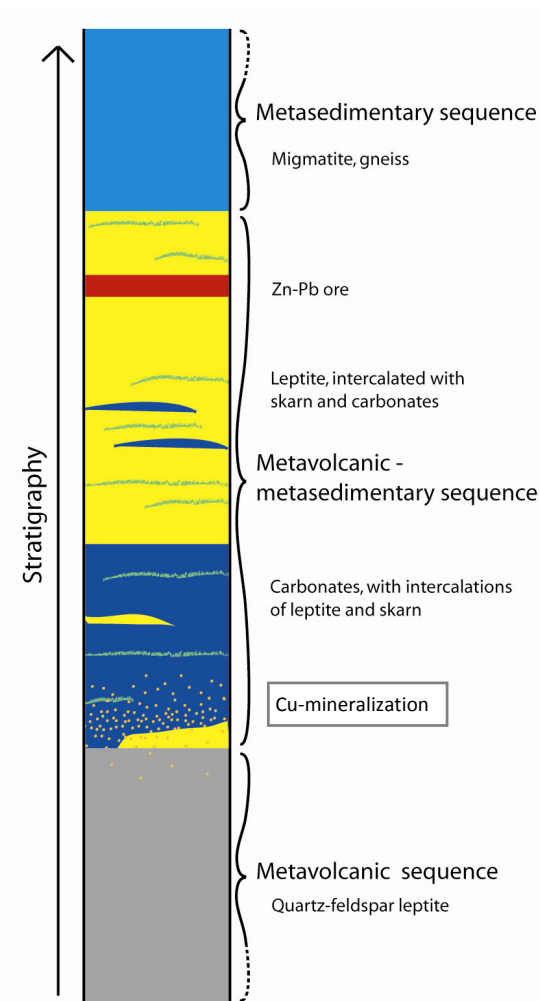 Metasedimentary sequence
Migmatite, gneiss
Zn-Pb ore
Leptite, intercalated with
skarn and carbonates
Stratigraphy
Metavolcanic -
metasedimentary sequence
Carbonates, with intercalations
of leptite and skarn
Cu-mineralization
Metavolcanic sequence
Quartz-feldspar leptite